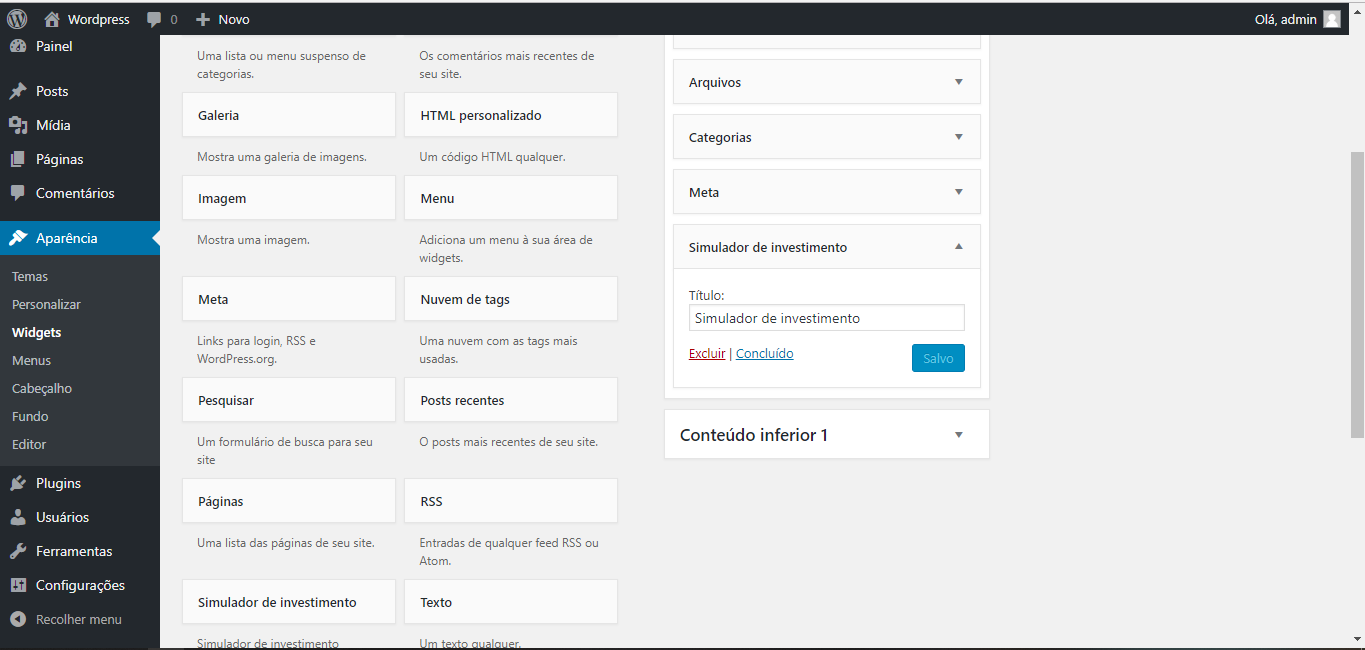 Wordpress 0 Novo Olá, admin
Painel
Posts
Mídia
Páginas
Comentários
Aparência
Temas
Personalizar
Widgets
Menus
Cabeçalho
Fundo
Editor
Plugins
Usuários
Ferramentas
Configurações
Recolher menu
Uma lista ou menu suspenso de
categorias.
Os comentários mais recentes de
seu site.
Galeria
Mostra uma galeria de imagens.
HTML personalizado
Um código HTML qualquer.
Imagem
Mostra uma imagem.
Menu
Adiciona um menu à sua área de
widgets.
Meta
Links para login, RSS e
WordPress.org.
Nuvem de tags
Uma nuvem com as tags mais
usadas.
Pesquisar
Um formulário de busca para seu
site
Posts recentes
O posts mais recentes de seu site.
Páginas
Uma lista das páginas de seu site.
RSS
Entradas de qualquer feed RSS ou
Atom.
Simulador de investimento
Simulador de investimento
Texto
Um texto qualquer.
Arquivos
Categorias
Meta
Simulador de investimento
Título:
Simulador de investimento
Excluir | Concluído
Salvo
Conteúdo inferior 1